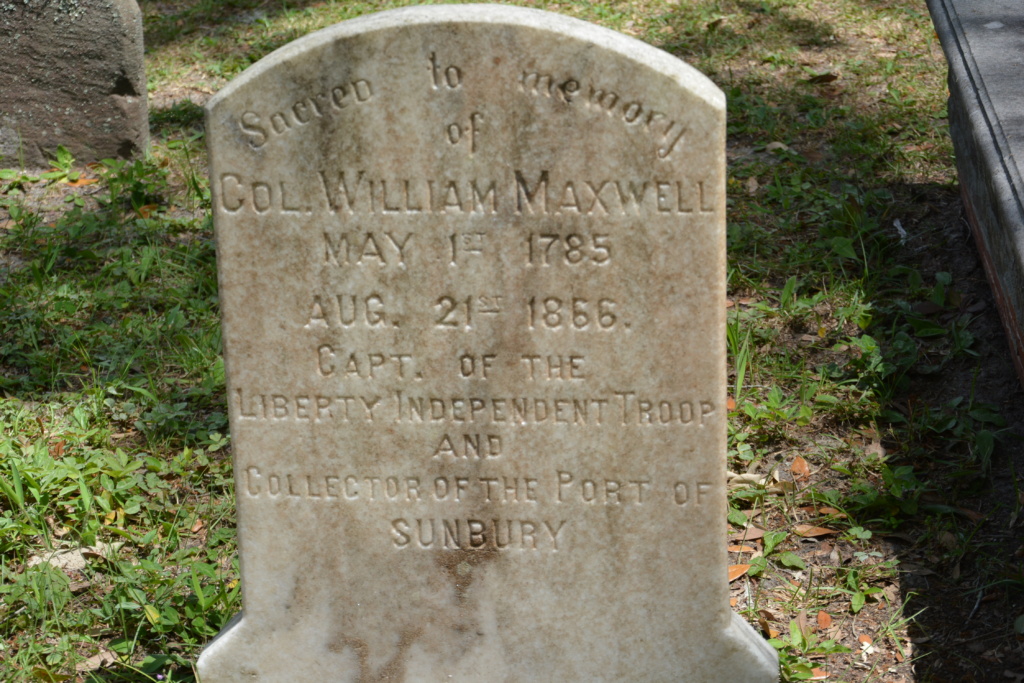 Sacred to memory
of
COL. WILLIAM MAXWELL
MAY 1ST 1785
AUG. 21ST 1866.
CAPT. OF THE
LIBERTY INDEPENDENT TROOP
AND
COLLECTOR OF THE PORT OF
SUNBURY